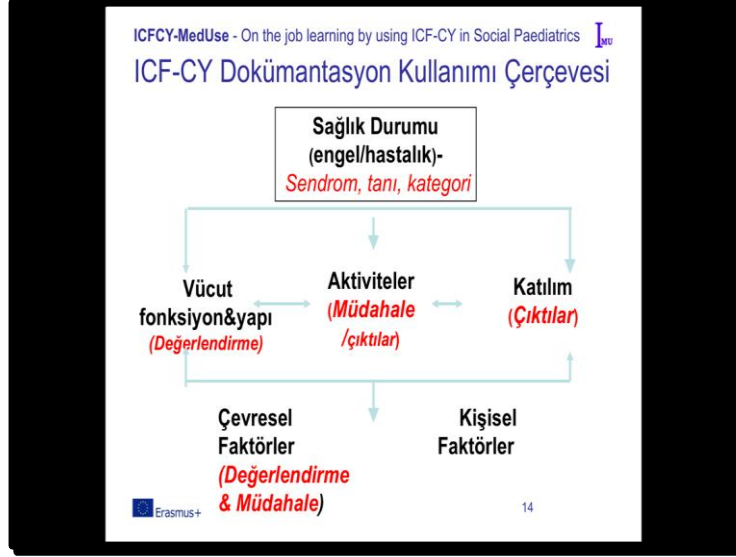 ICFCY-MedUse - On the job learning by using ICF-CY in Social Paediatrics
IMU
ICF-CY Dokümantasyon Kullanımı Çerçevesi
Sağlık Durumu
(engel/hastalık)-
Sendrom, tanı, kategori
Vücut
fonksiyon&yapı
(Değerlendirme)
Aktiviteler
(Müdahale
/çıktılar)
Katılım
(Çıktılar)
Çevresel
Faktörler
(Değerlendirme
& Müdahale)
Kişisel
Faktörler
Erasmus+
14